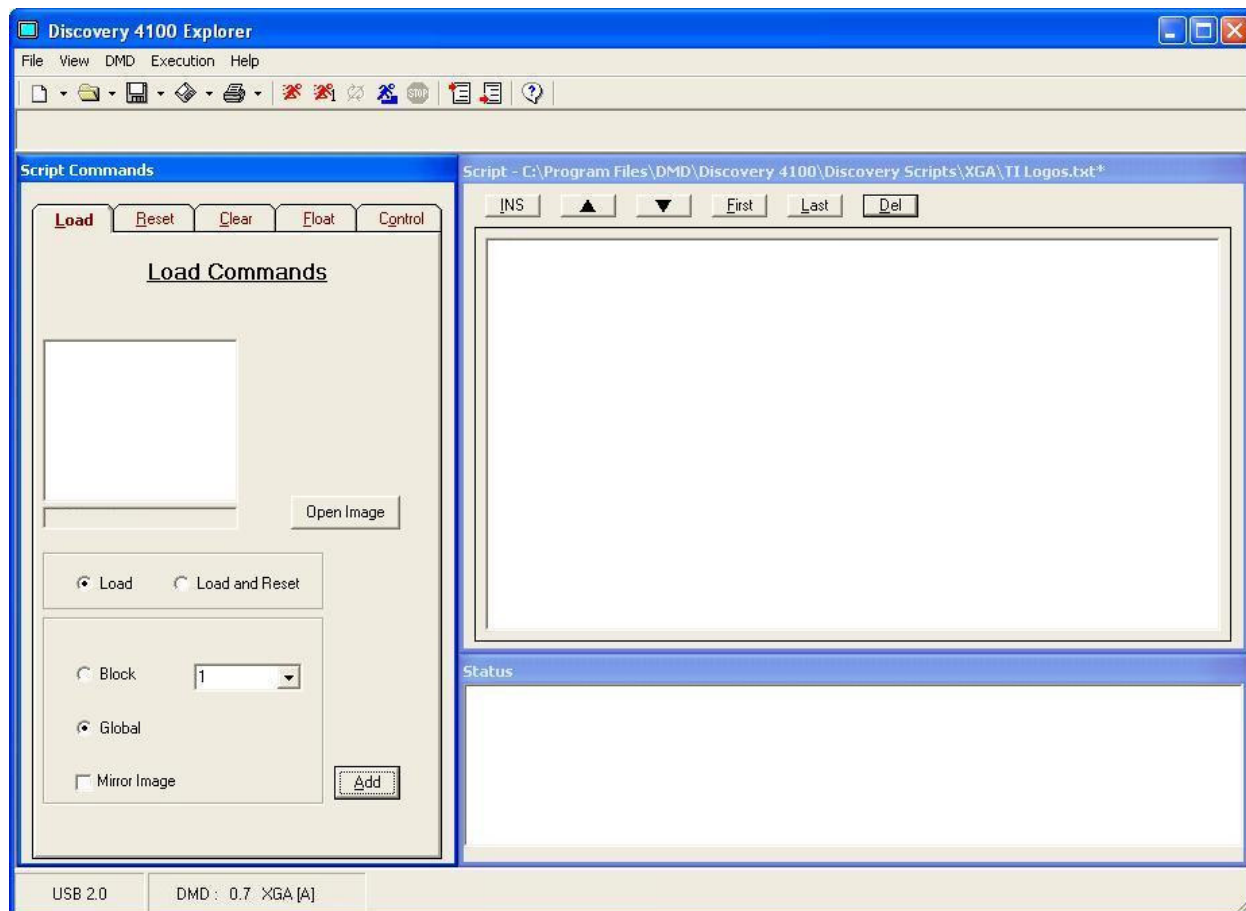 Discovery 4100 Explorer
File View DMD Execution Help
STOP
Script Commands
Load Reset Clear Float Control
Load Commands
Open Image
Load Load and Reset
Block 1
Global
Mirror Image
Add
Script - C:\Program Files\DMD\Discovery 4100\Discovery Scripts\XGA\TI Logos.txt*
INS First Last Del
Status
USB 2.0 DMD : 0.7 XGA [A]